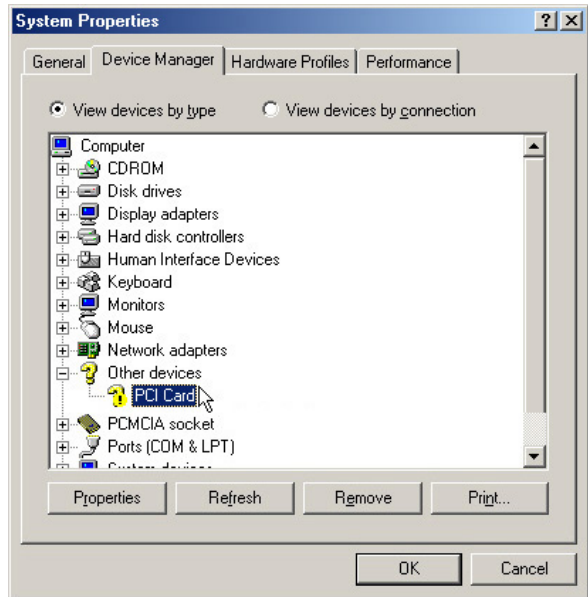 System Properties
General Device Manager Hardware Profiles Performance
View devices by type View devices by connection
Computer
CDROM
Disk drives
Display adapters
Hard disk controllers
Human Interface Devices
Keyboard
Monitors
Mouse
Network adapters
Other devices
PCI Card
PCMCIA socket
Ports (COM & LPT)
System devices
Properties Refresh Remove Print...
OK Cancel